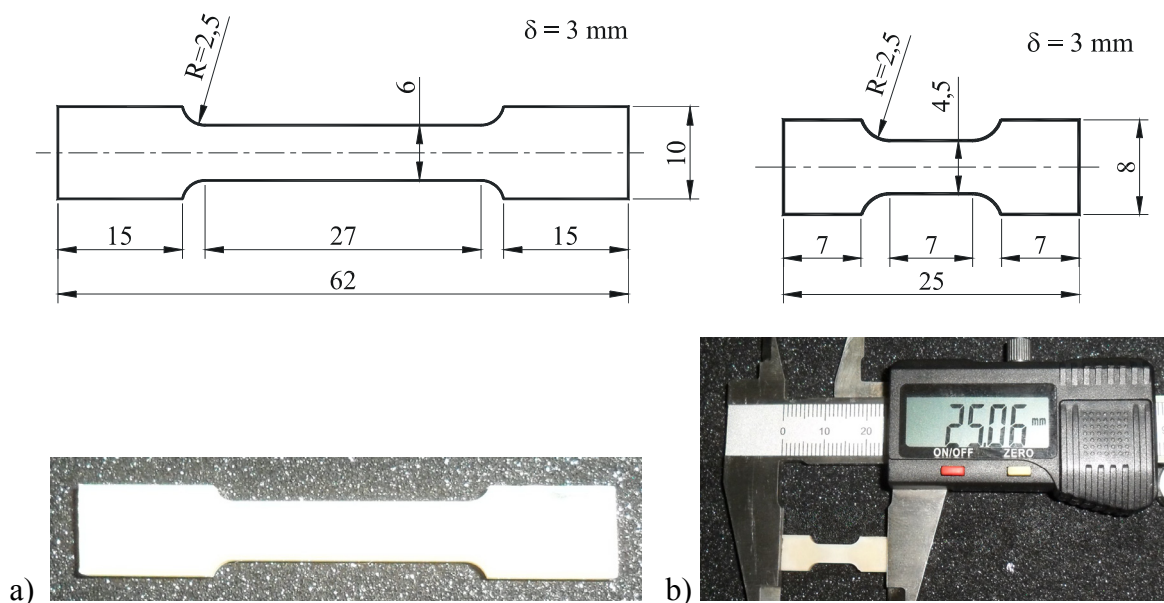 δ = 3 mm
R=2,5
6
10
15
27
15
62
a)
δ = 3 mm
R=2,5
4,5
8
7
7
7
25
0
10
20
25.06 mm
ON/OFF
ZERO
b)